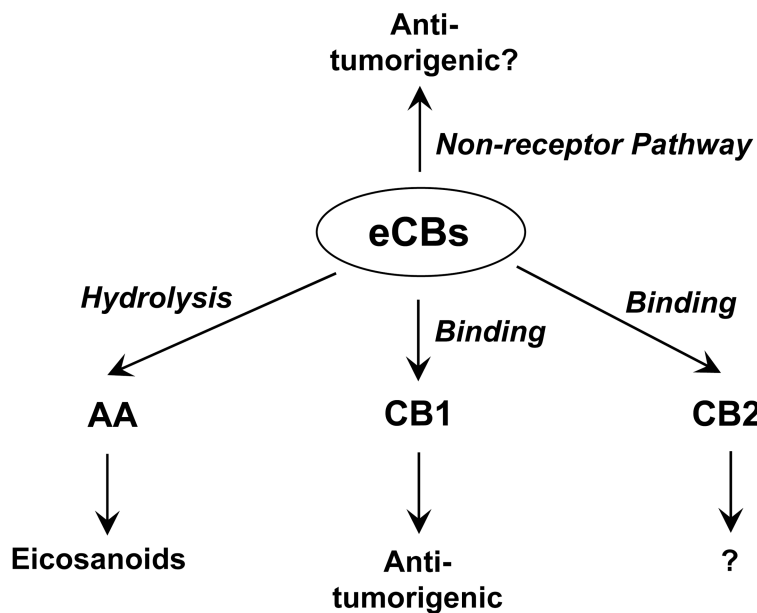 Anti-
tumorigenic?
Non-receptor Pathway
eCBs
Hydrolysis
Binding
Binding
AA
CB1
CB2
Eicosanoids
Anti-
tumorigenic
?